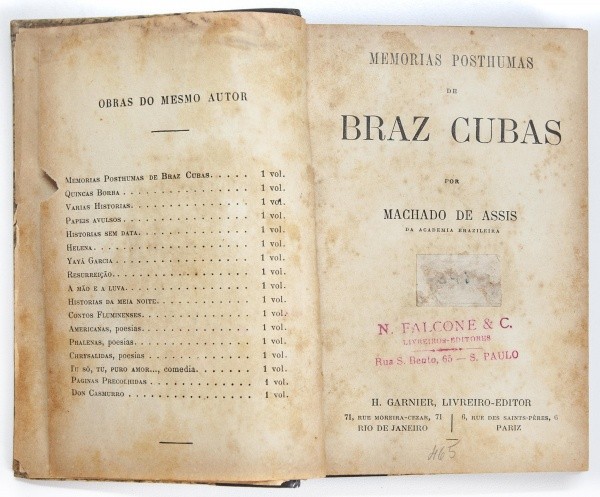 OBRAS DO MESMO AUTOR
MEMORIAS POSTHUMAS DE BRAZ CUBAS. . . . . 1 vol.
QUINCAS BORBA . . . . . . . . . . . . . . 1 vol.
VARIAS HISTORIAS. . . . . . . . . . . . . 1 vol.
PAPEIS AVULSOS . . . . . . . . . . . . . . 1 vol.
HISTORIAS SEM DATA. . . . . . . . . . . . 1 vol.
HELENA. . . . . . . . . . . . . . . . . . 1 vol.
YAYÁ GARCIA . . . . . . . . . . . . . . . 1 vol.
RESURREIÇÃO. . . . . . . . . . . . . . . . 1 vol.
A MÃO E A LUVA. . . . . . . . . . . . . . 1 vol.
HISTORIAS DA MEIA NOITE. . . . . . . . . . 1 vol.
CONTOS FLUMINENSES. . . . . . . . . . . . 1 vol.
AMERICANAS, poesias. . . . . . . . . . . . 1 vol.
PHALENAS, poesias. . . . . . . . . . . . . 1 vol.
CHRYSALIDAS, poesias . . . . . . . . . . . 1 vol.
TU SÓ, TU, PURO AMOR..., comedia. . . . . . 1 vol.
PAGINAS PRECOLHIDAS . . . . . . . . . . . 1 vol.
DON CASMURRO . . . . . . . . . . . . . . . 1 vol.
MEMORIAS POSTHUMAS
DE
BRAZ CUBAS
POR
MACHADO DE ASSIS
DA ACADEMIA BRAZILEIRA
N. FALCONE & C.
LIVREIROS-EDITORES
Rua S. Bento, 65 — S. PAULO
H. GARNIER, LIVREIRO-EDITOR
71, RUE MOREIRA-CEZAR, 71
RIO DE JANEIRO
6, RUE DES SAINTS-PÈRES, 6
PARIZ